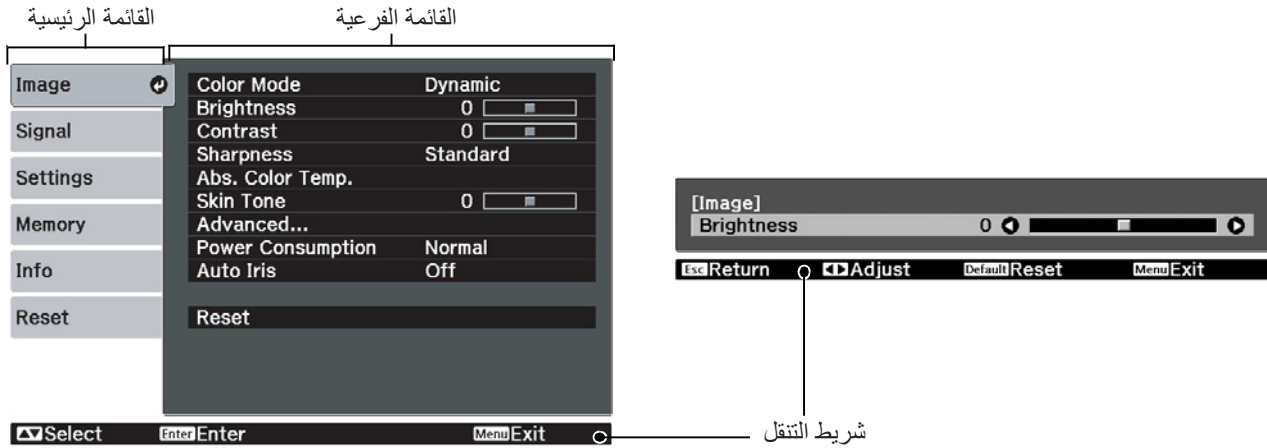 القائمة الرئيسية
القائمة الفرعية
Image
Signal
Settings
Memory
Info
Reset
Color Mode Dynamic
Brightness 0
Contrast 0
Sharpness Standard
Abs. Color Temp.
Skin Tone 0
Advanced...
Power Consumption Normal
Auto Iris Off
Reset
Select Enter Enter Menu Exit
[Image]
Brightness 0
Esc Return Adjust Default Reset Menu Exit
شريط التنقل